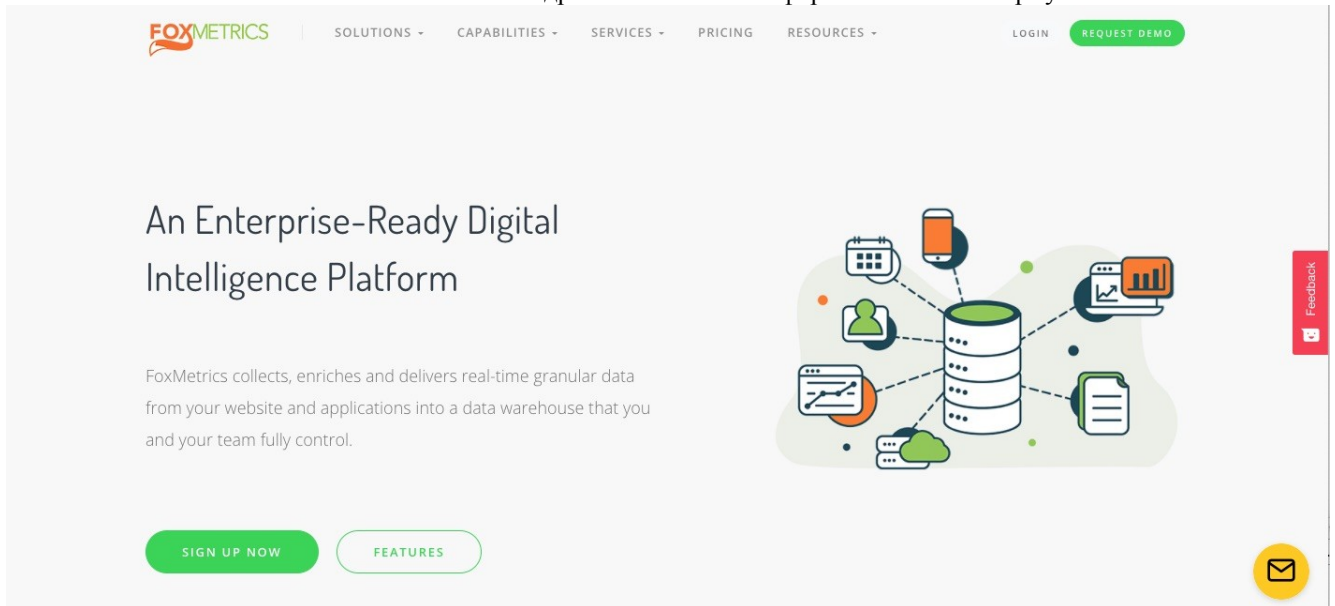 FOXMETRICS SOLUTIONS CAPABILITIES SERVICES PRICING RESOURCES LOGIN REQUEST DEMO
An Enterprise-Ready Digital
Intelligence Platform
FoxMetrics collects, enriches and delivers real-time granular data
from your website and applications into a data warehouse that you
and your team fully control.
Feedback
SIGN UP NOW FEATURES